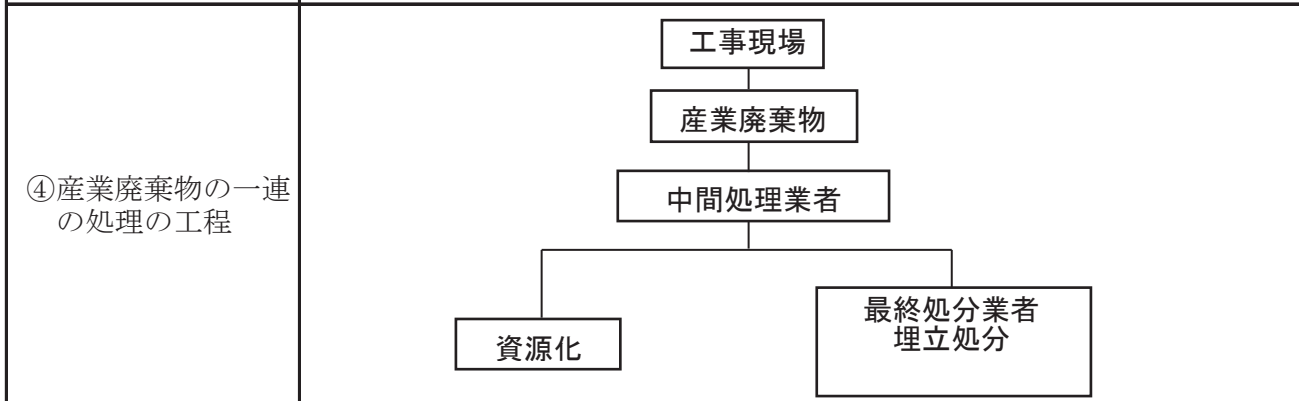 ④産業廃棄物の一連
の処理の工程
工事現場
産業廃棄物
中間処理業者
資源化
最終処分業者
埋立処分